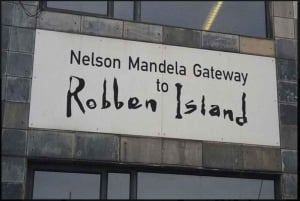 Nelson Mandela Gateway
to
Robben Island